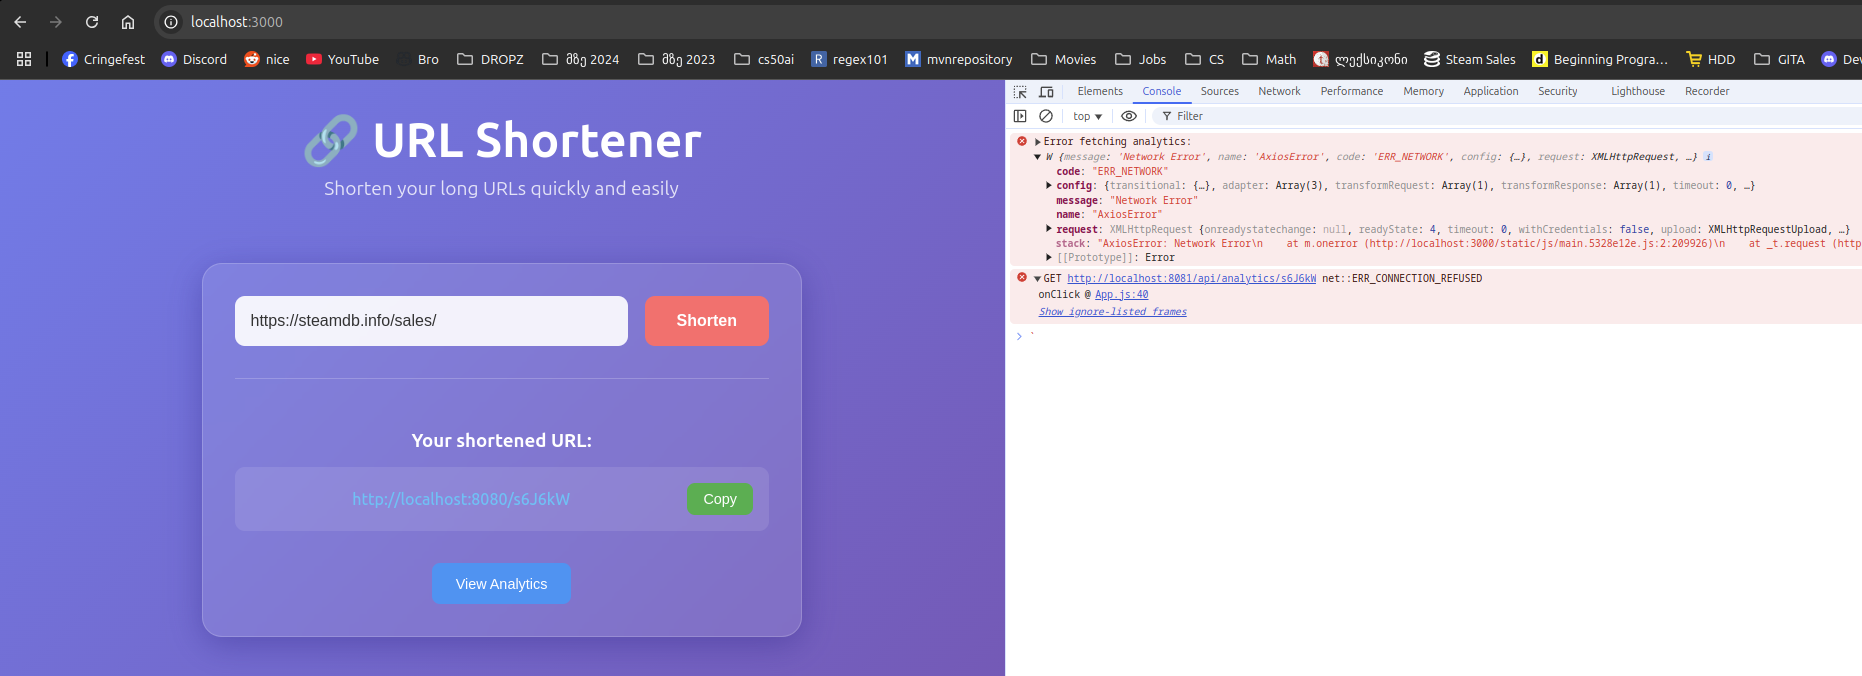 localhost:3000
Cringefest Discord nice YouTube Bro DROPZ მზე 2024 მზე 2023 cs50ai R regex101 M mvnrepository Movies Jobs CS Math ლექსიკონი Steam Sales d Beginning Progra... HDD GITA Dev
🔗 URL Shortener
Shorten your long URLs quickly and easily
https://steamdb.info/sales/ Shorten
Your shortened URL:
http://localhost:8080/s6J6kW Copy
View Analytics
Elements Console Sources Network Performance Memory Application Security Lighthouse Recorder
top ▼ Filter
▶Error fetching analytics:
▼ W {message: 'Network Error', name: 'AxiosError', code: 'ERR_NETWORK', config: {…}, request: XMLHttpRequest, …} i
code: "ERR_NETWORK"
▶ config: {transitional: {…}, adapter: Array(3), transformRequest: Array(1), transformResponse: Array(1), timeout: 0, …}
message: "Network Error"
name: "AxiosError"
▶ request: XMLHttpRequest {onreadystatechange: null, readyState: 4, timeout: 0, withCredentials: false, upload: XMLHttpRequestUpload, …}
stack: "AxiosError: Network Error\n    at m.onerror (http://localhost:3000/static/js/main.5328e12e.js:2:209926)\n    at _t.request (http
▶ [[Prototype]]: Error
▼GET http://localhost:8081/api/analytics/s6J6kW net::ERR_CONNECTION_REFUSED
onClick @ App.js:40
Show ignore-listed frames
> `